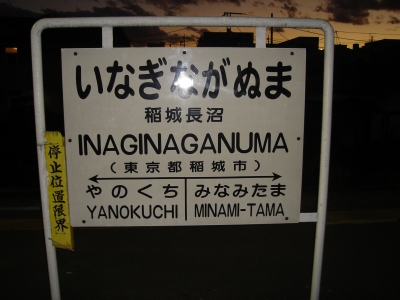 いなぎながぬま
稲城長沼
INAGINAGANUMA
(東京都稲城市)
やのくち みなみたま
YANOKUCHI MINAMI-TAMA
停止位置限界